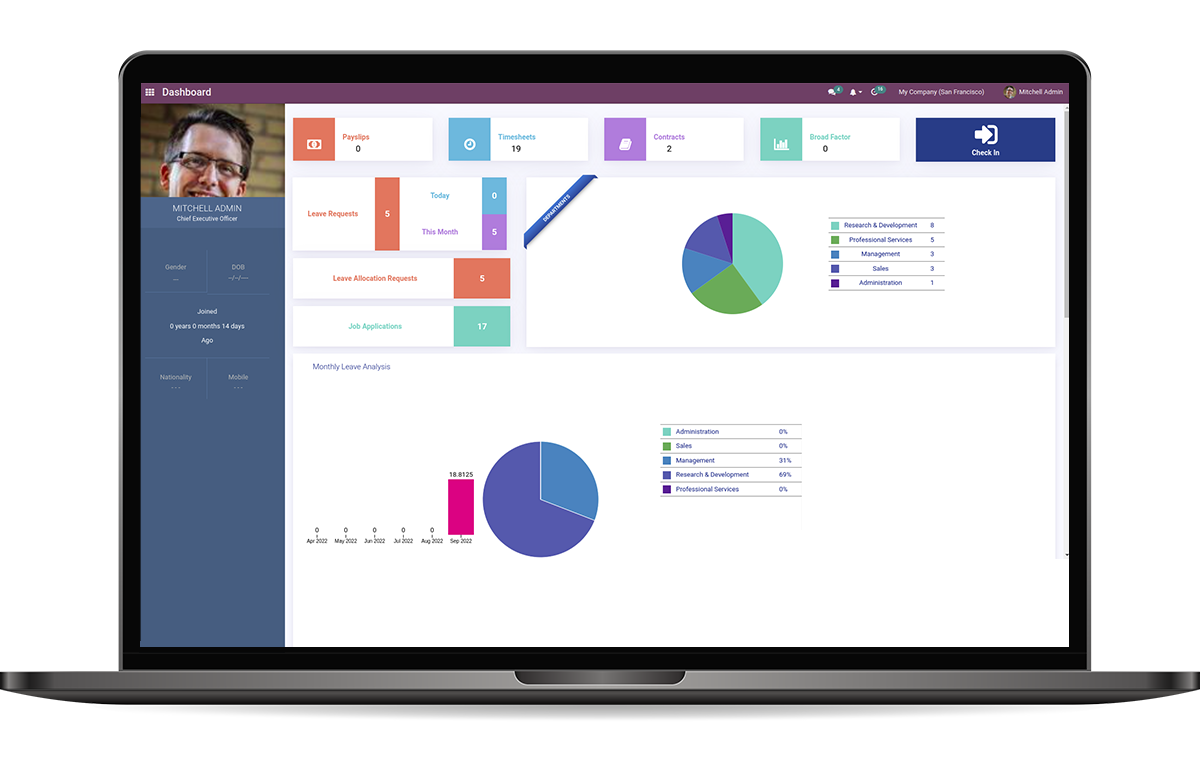 Dashboard
4
16
My Company (San Francisco)
Mitchell Admin
MITCHELL ADMIN
Chief Executive Officer
Gender
---
DOB
--/--/----
Joined
0 years 0 months 14 days
Ago
Nationality
---
Mobile
---
Payslips
0
Timesheets
19
Contracts
2
Broad Factor
0
Check In
Leave Requests
5
Today
0
This Month
5
Leave Allocation Requests
5
Job Applications
17
DEPARTMENTS
Research & Development 8
Professional Services 5
Management 3
Sales 3
Administration 1
Monthly Leave Analysis
18.8125
0 0 0 0 0
Apr 2022 May 2022 Jun 2022 Jul 2022 Aug 2022 Sep 2022
Administration 0%
Sales 0%
Management 31%
Research & Development 69%
Professional Services 0%